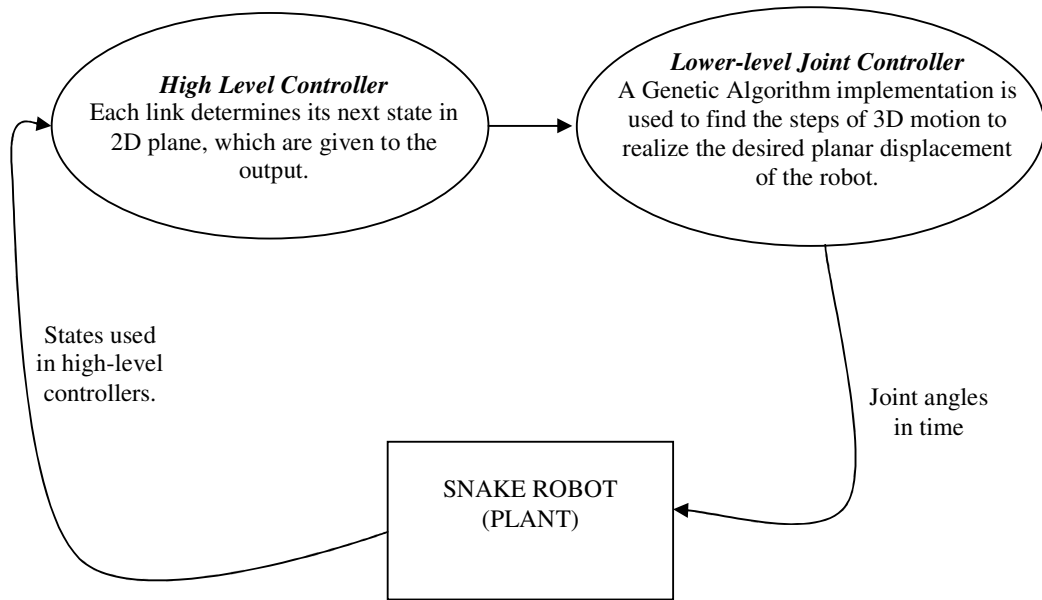 High Level Controller
Each link determines its next state in
2D plane, which are given to the
output.
Lower-level Joint Controller
A Genetic Algorithm implementation is
used to find the steps of 3D motion to
realize the desired planar displacement
of the robot.
States used
in high-level
controllers.
Joint angles
in time
SNAKE ROBOT
(PLANT)